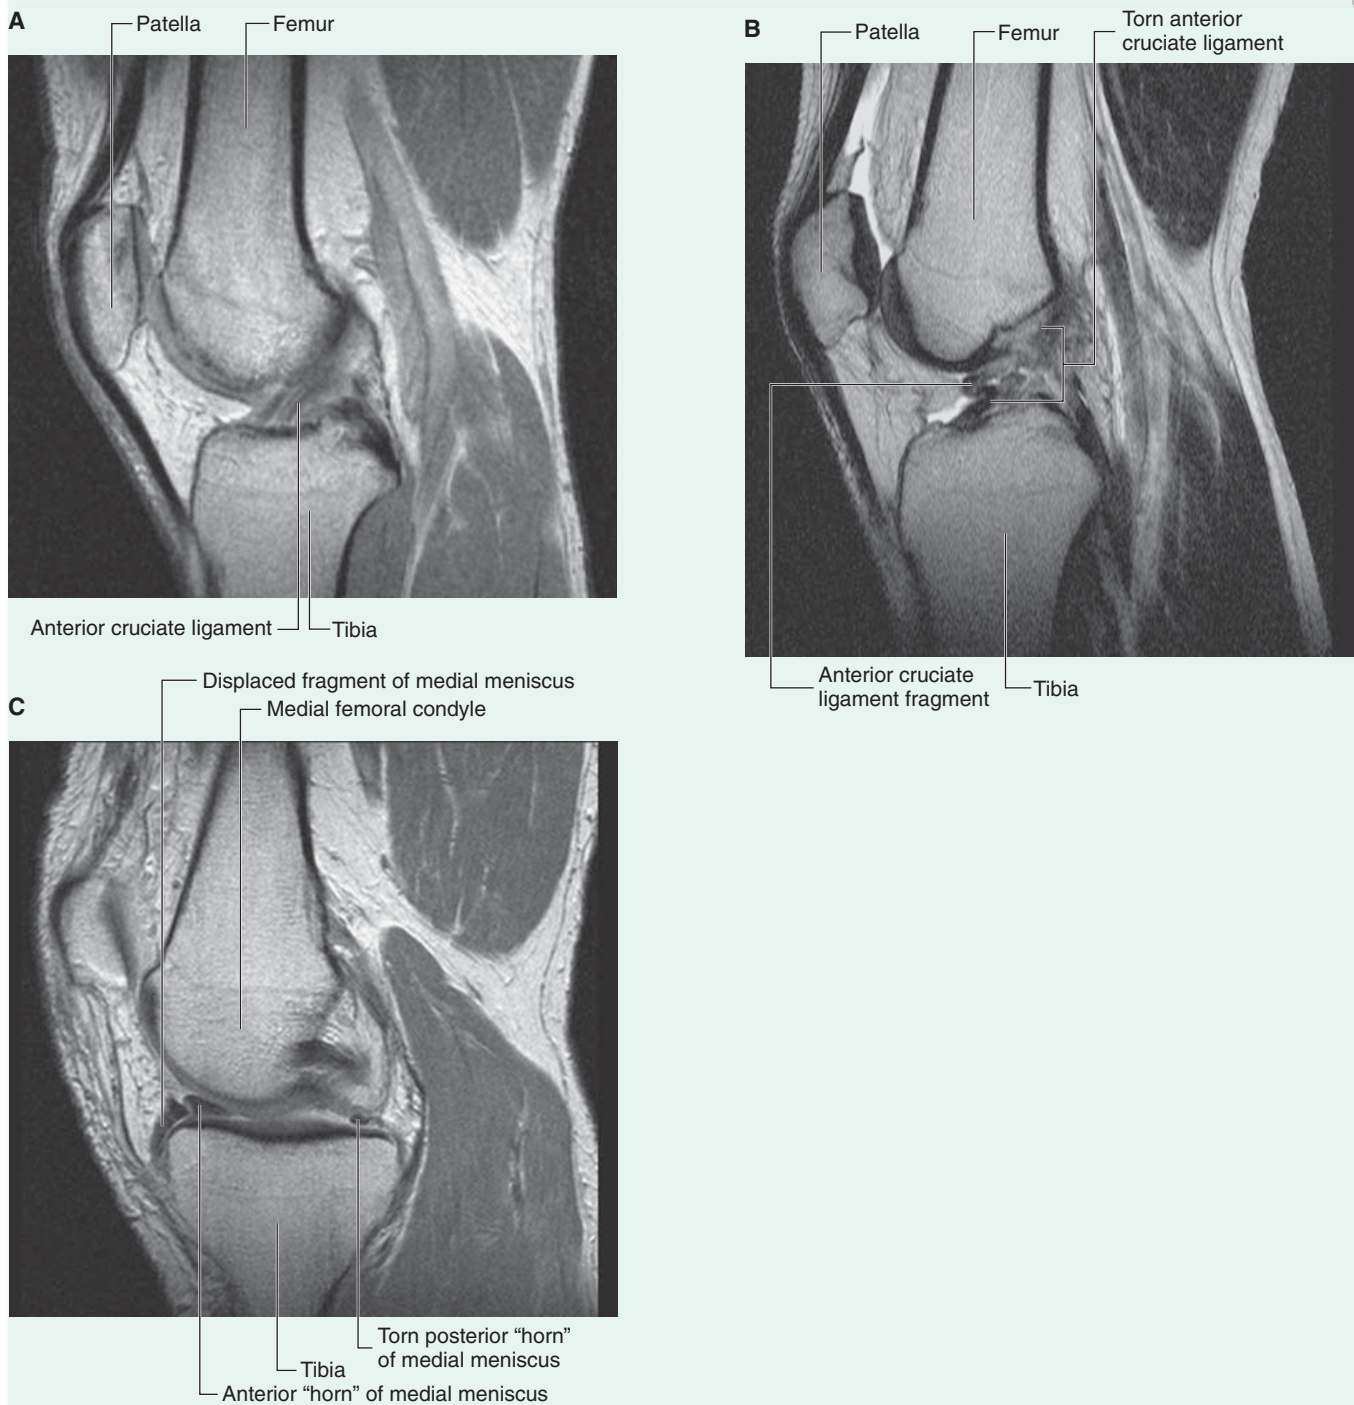 A
Patella
Femur
Anterior cruciate ligament
Tibia
B
Patella
Femur
Torn anterior
cruciate ligament
Anterior cruciate
ligament fragment
Tibia
C
Displaced fragment of medial meniscus
Medial femoral condyle
Torn posterior “horn”
of medial meniscus
Tibia
Anterior “horn” of medial meniscus